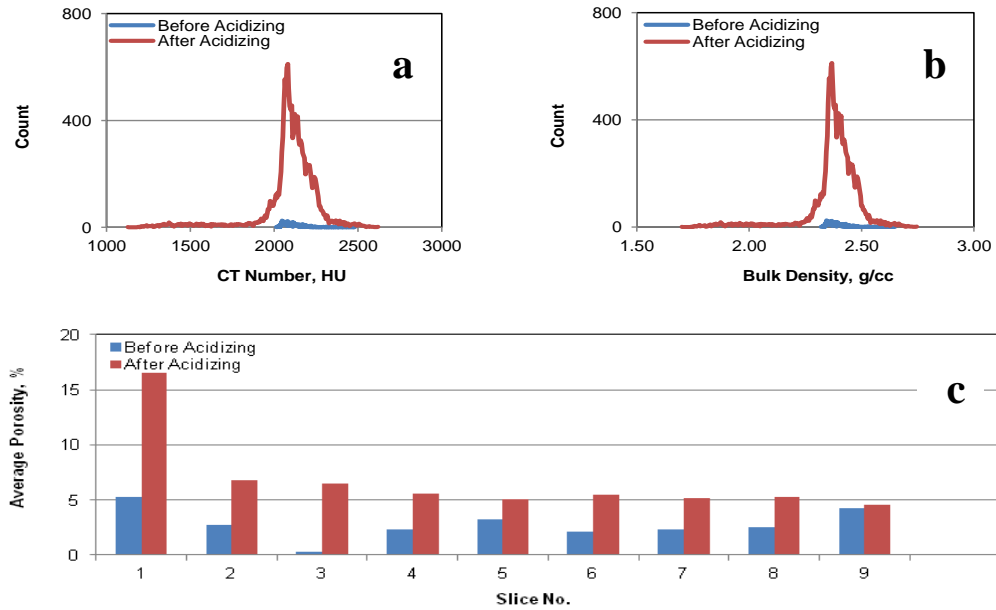 800
Before Acidizing
After Acidizing
a
400
Count
0
1000 1500 2000 2500 3000
CT Number, HU
800
Before Acidizing
After Acidizing
b
400
Count
0
1.50 2.00 2.50 3.00
Bulk Density, g/cc
20
Before Acidizing
After Acidizing
c
15
10
5
0
Average Porosity, %
1 2 3 4 5 6 7 8 9
Slice No.